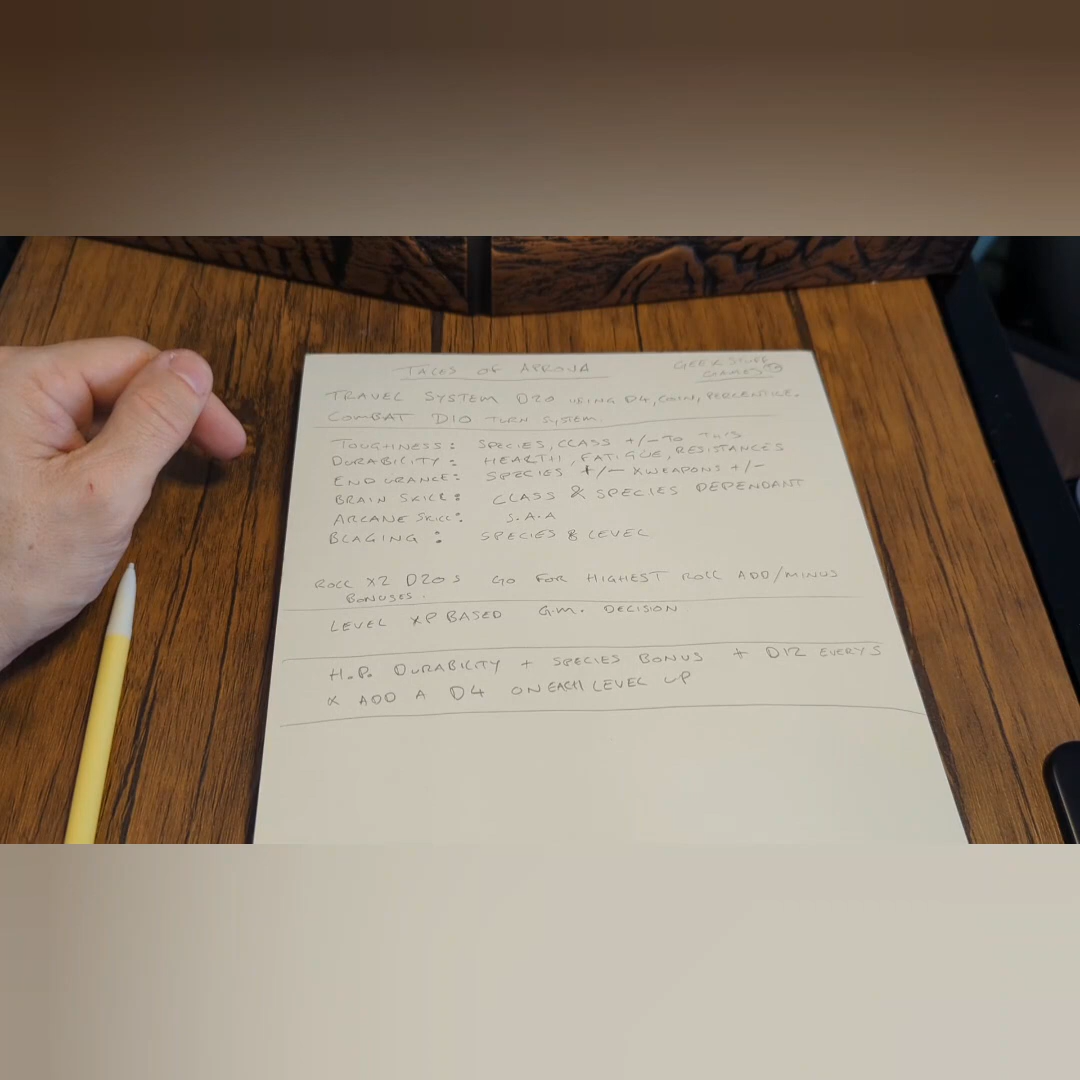 TALES OF ARROVA
GEEK STUFF
GAMES
TRAVEL SYSTEM D20 USING D4, COIN, PERCENTILE.
COMBAT D10 TURN SYSTEM.
TOUGHNESS: SPECIES, CLASS +/- TO THIS
DURABILITY: HEALTH, FATIGUE, RESISTANCES
ENDURANCE: SPECIES +/- & WEAPONS +/-
BRAIN SKILL: CLASS & SPECIES DEPENDANT
ARCANE SKILL: S.A.A
BLAGING: SPECIES & LEVEL
ROLL X2 D20s GO FOR HIGHEST ROLL ADD/MINUS
BONUSES.
LEVEL XP BASED G.M. DECISION
H.P. DURABILITY + SPECIES BONUS + D12 EVERY 5
& ADD A D4 ON EACH LEVEL UP